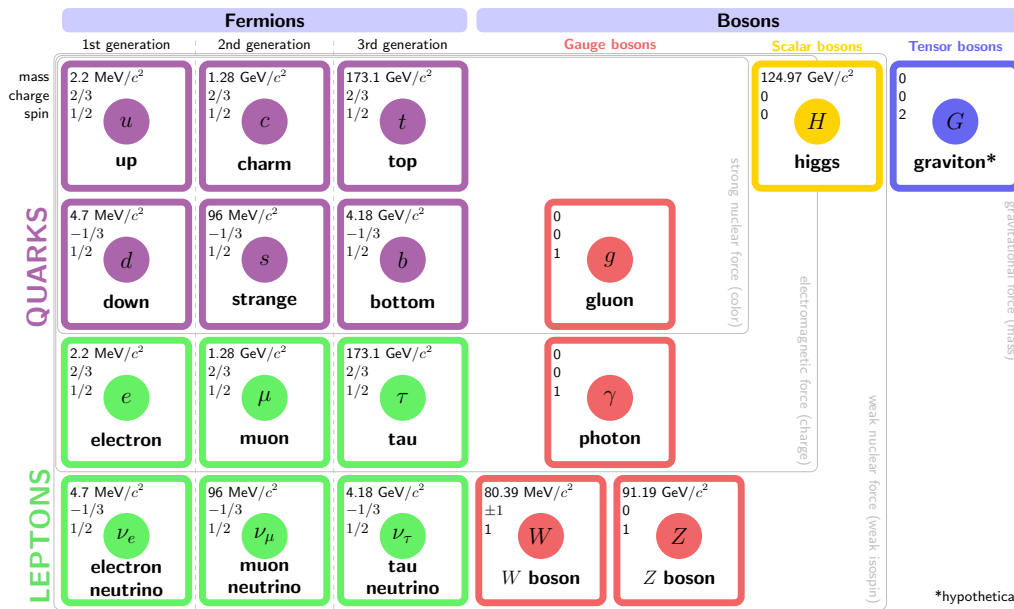 Fermions Bosons
1st generation 2nd generation 3rd generation Gauge bosons Scalar bosons Tensor bosons
mass
charge
spin
2.2 MeV/c²
2/3
1/2
u
up
1.28 GeV/c²
2/3
1/2
c
charm
173.1 GeV/c²
2/3
1/2
t
top
124.97 GeV/c²
0
0
H
higgs
0
0
2
G
graviton*
QUARKS
4.7 MeV/c²
−1/3
1/2
d
down
96 MeV/c²
−1/3
1/2
s
strange
4.18 GeV/c²
−1/3
1/2
b
bottom
0
0
1
g
gluon
strong nuclear force (color)
electromagnetic force (charge)
weak nuclear force (weak isospin)
gravitational force (mass)
LEPTONS
2.2 MeV/c²
2/3
1/2
e
electron
1.28 GeV/c²
2/3
1/2
μ
muon
173.1 GeV/c²
2/3
1/2
τ
tau
0
0
1
γ
photon
4.7 MeV/c²
−1/3
1/2
νₑ
electron
neutrino
96 MeV/c²
−1/3
1/2
ν_μ
muon
neutrino
4.18 GeV/c²
−1/3
1/2
ν_τ
tau
neutrino
80.39 MeV/c²
±1
1
W
W boson
91.19 GeV/c²
0
1
Z
Z boson
*hypothetical